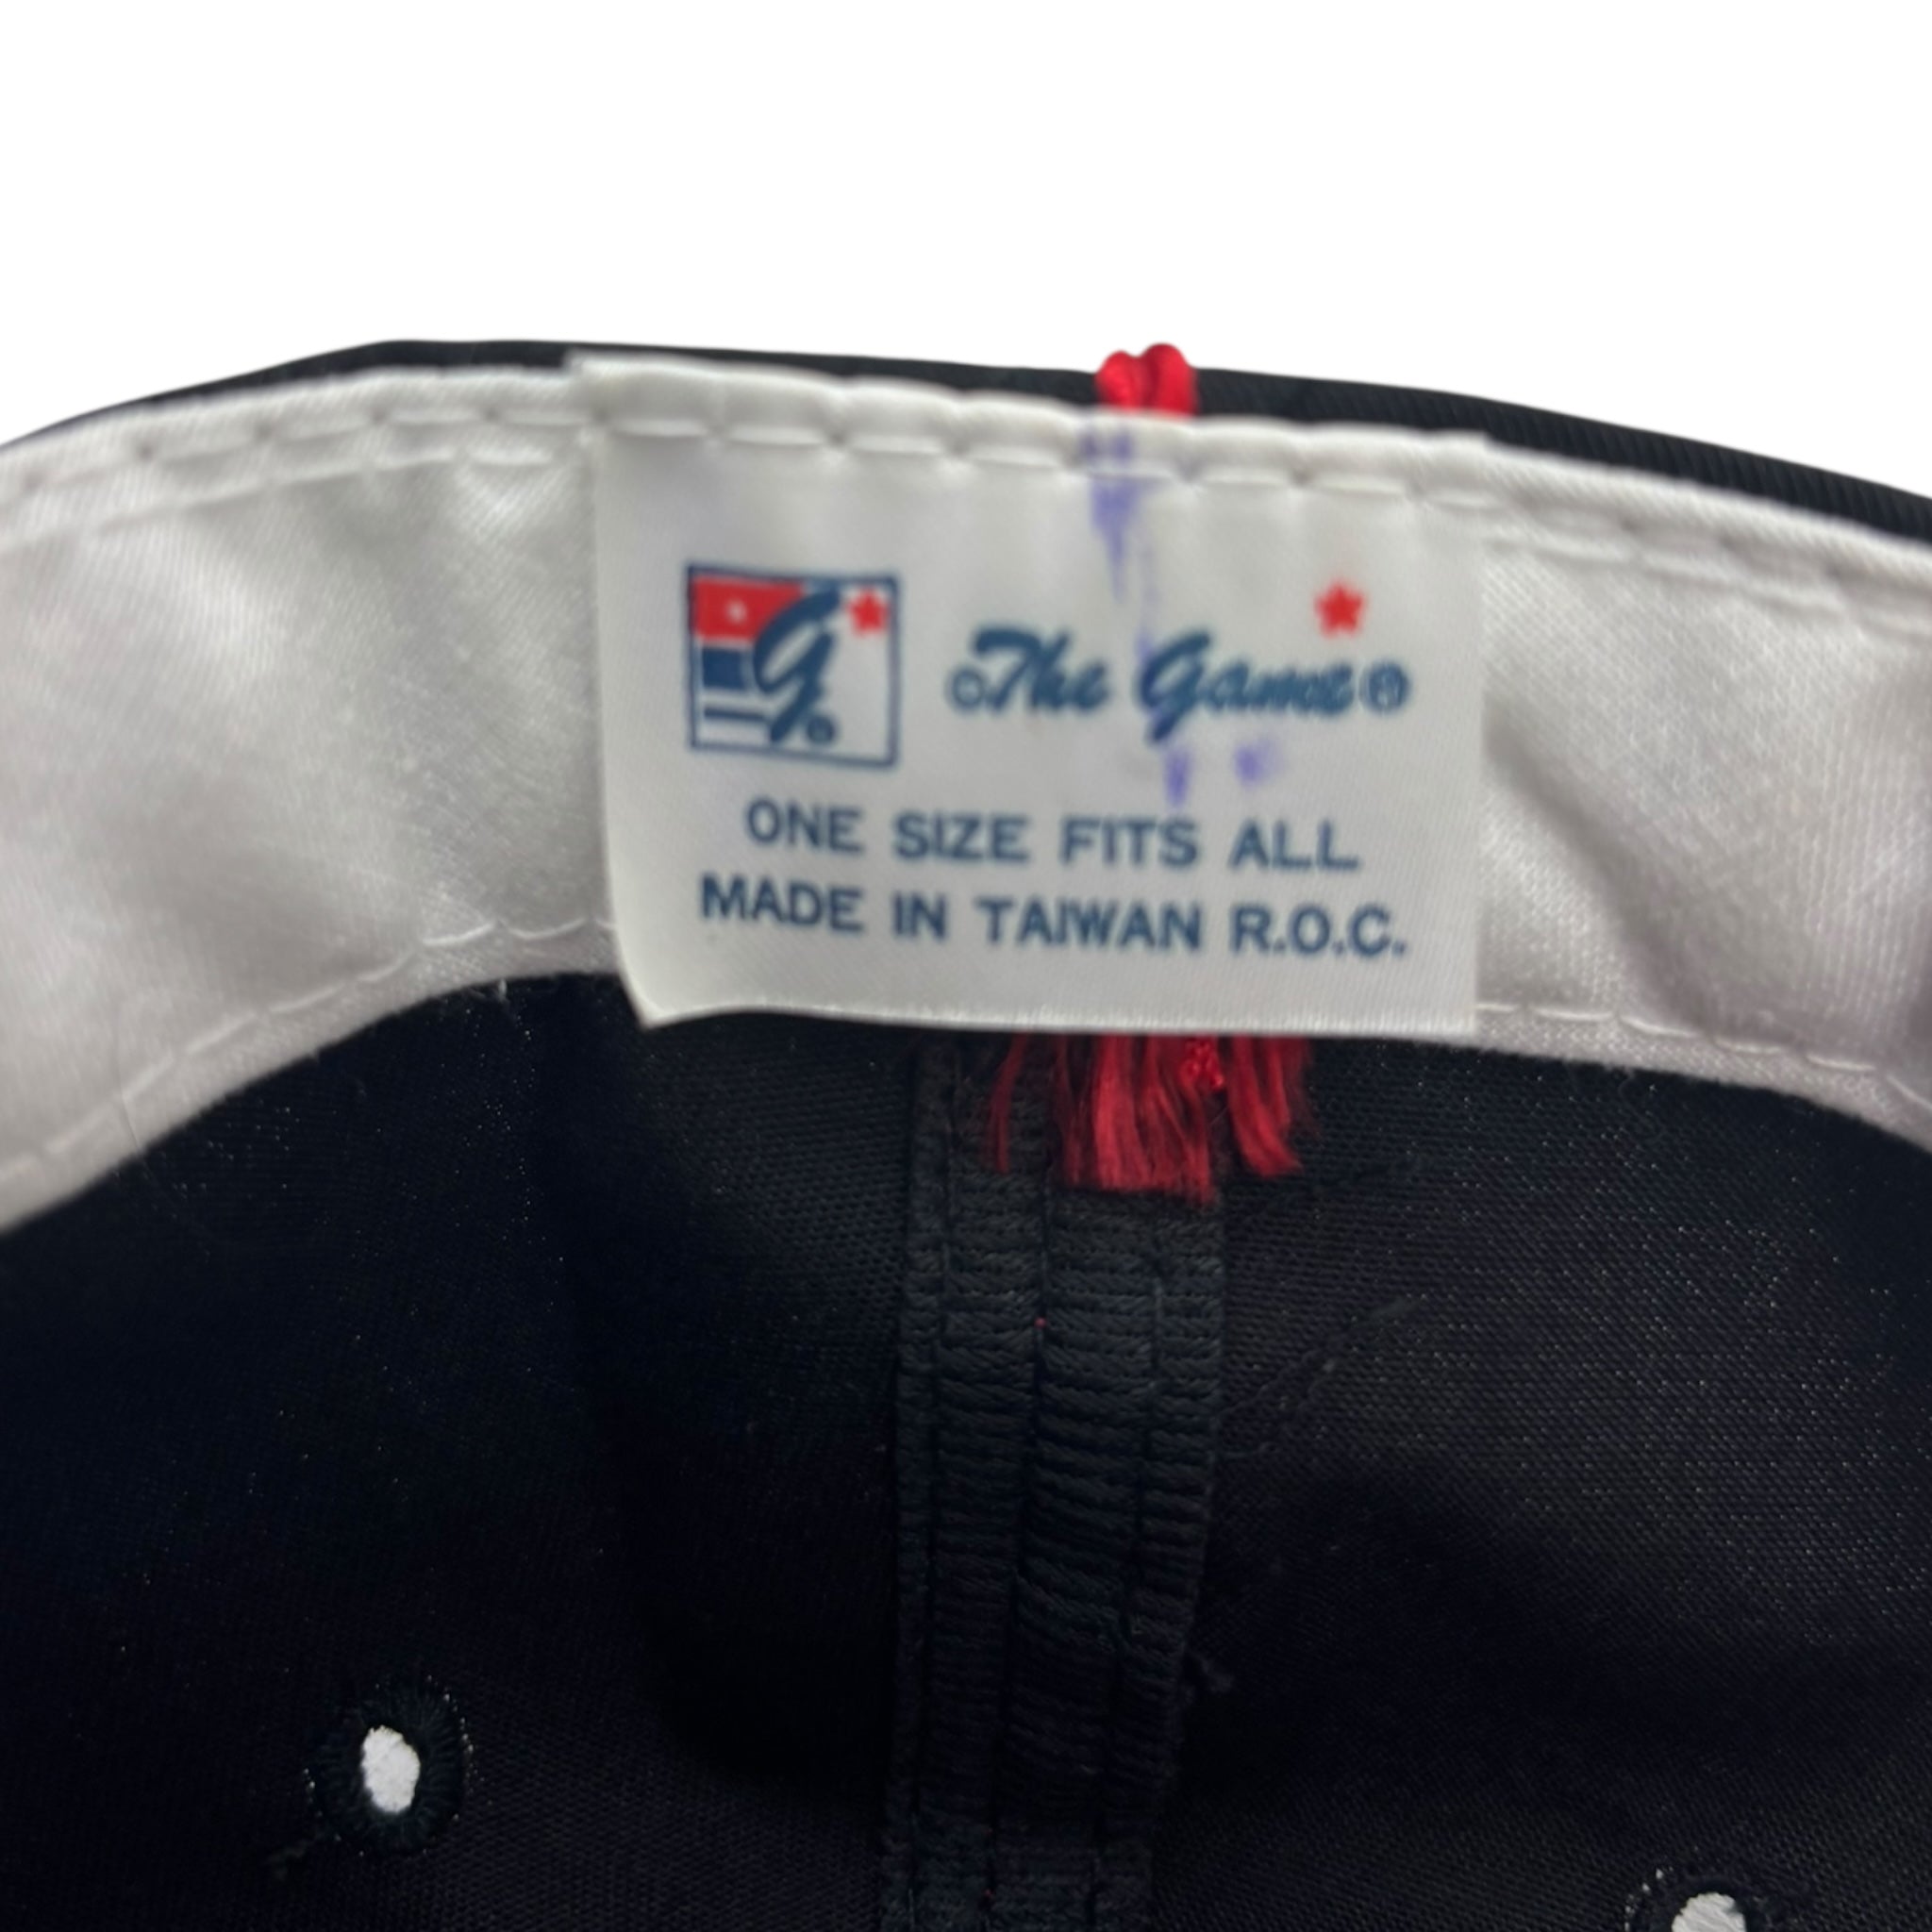 G®
©The Game®
ONE SIZE FITS ALL
MADE IN TAIWAN R.O.C.